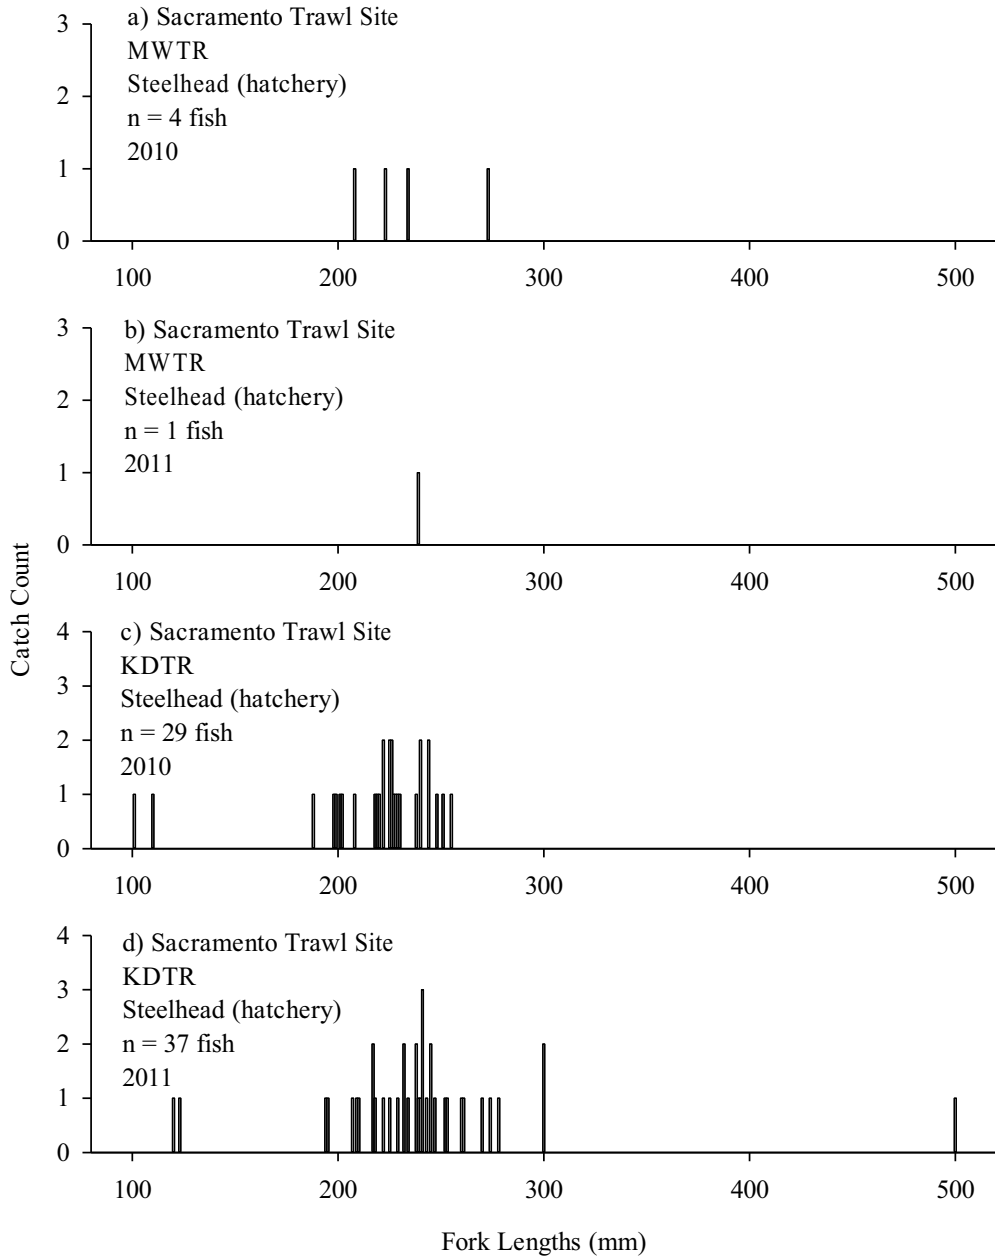 a) Sacramento Trawl Site
MWTR
Steelhead (hatchery)
n = 4 fish
2010
3
2
1
0
100 200 300 400 500
b) Sacramento Trawl Site
MWTR
Steelhead (hatchery)
n = 1 fish
2011
3
2
1
0
100 200 300 400 500
Catch Count
c) Sacramento Trawl Site
KDTR
Steelhead (hatchery)
n = 29 fish
2010
4
3
2
1
0
100 200 300 400 500
d) Sacramento Trawl Site
KDTR
Steelhead (hatchery)
n = 37 fish
2011
4
3
2
1
0
100 200 300 400 500
Fork Lengths (mm)